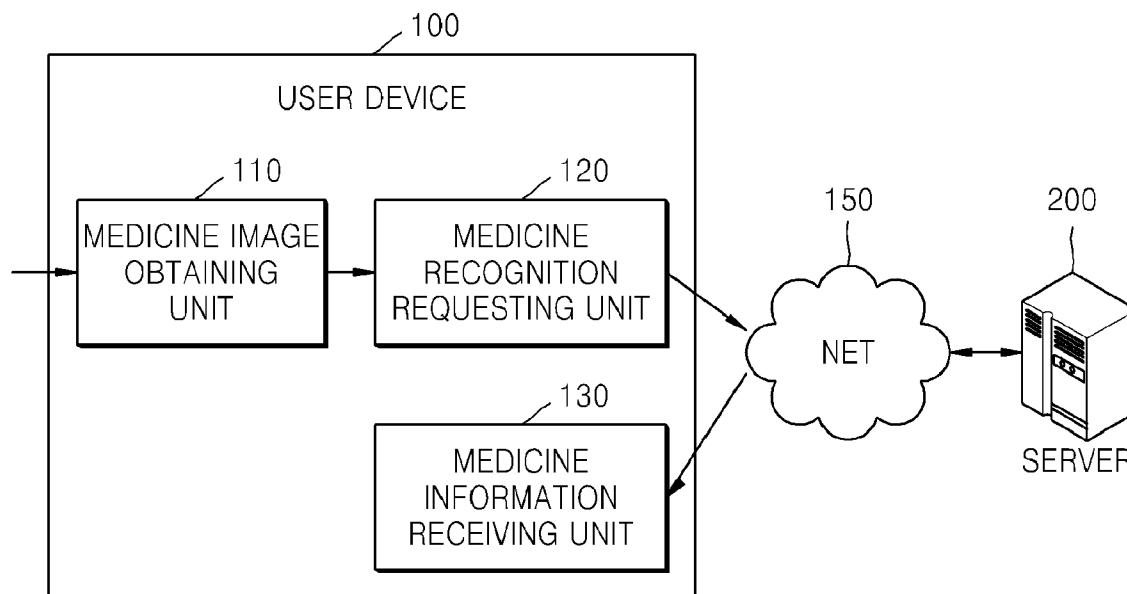 100
USER DEVICE
110
120
150
200
MEDICINE IMAGE
OBTAINING
UNIT
MEDICINE
RECOGNITION
REQUESTING UNIT
NET
130
MEDICINE
INFORMATION
RECEIVING UNIT
SERVER